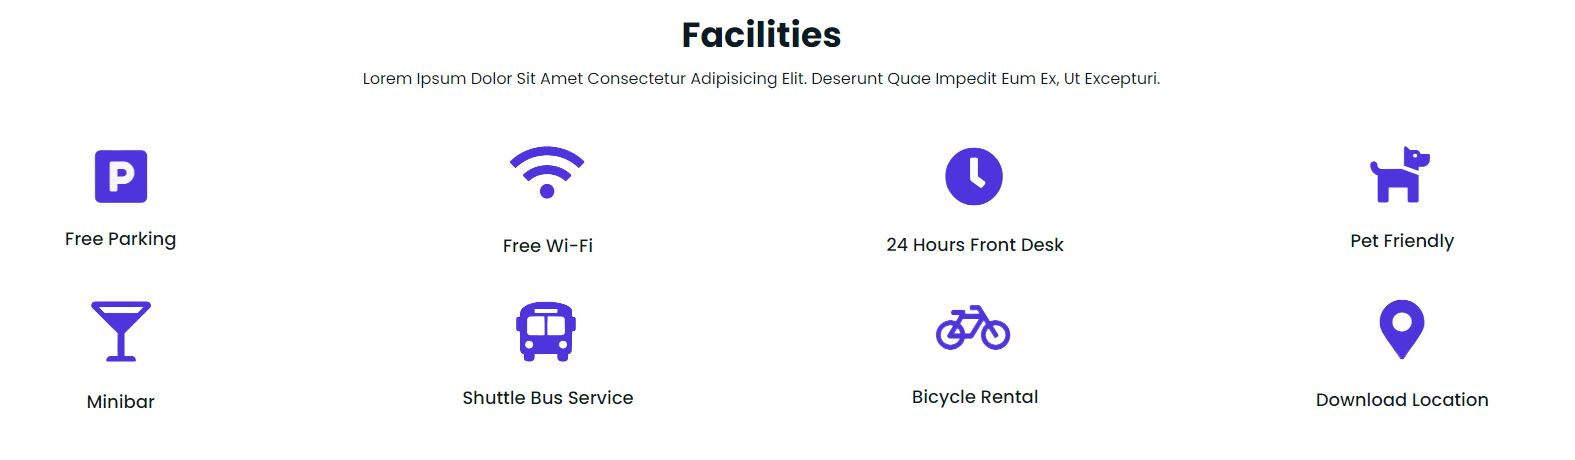 Facilities
Lorem Ipsum Dolor Sit Amet Consectetur Adipisicing Elit. Deserunt Quae Impedit Eum Ex, Ut Excepturi.
P
Free Parking
Free Wi-Fi
24 Hours Front Desk
Pet Friendly
Minibar
Shuttle Bus Service
Bicycle Rental
Download Location